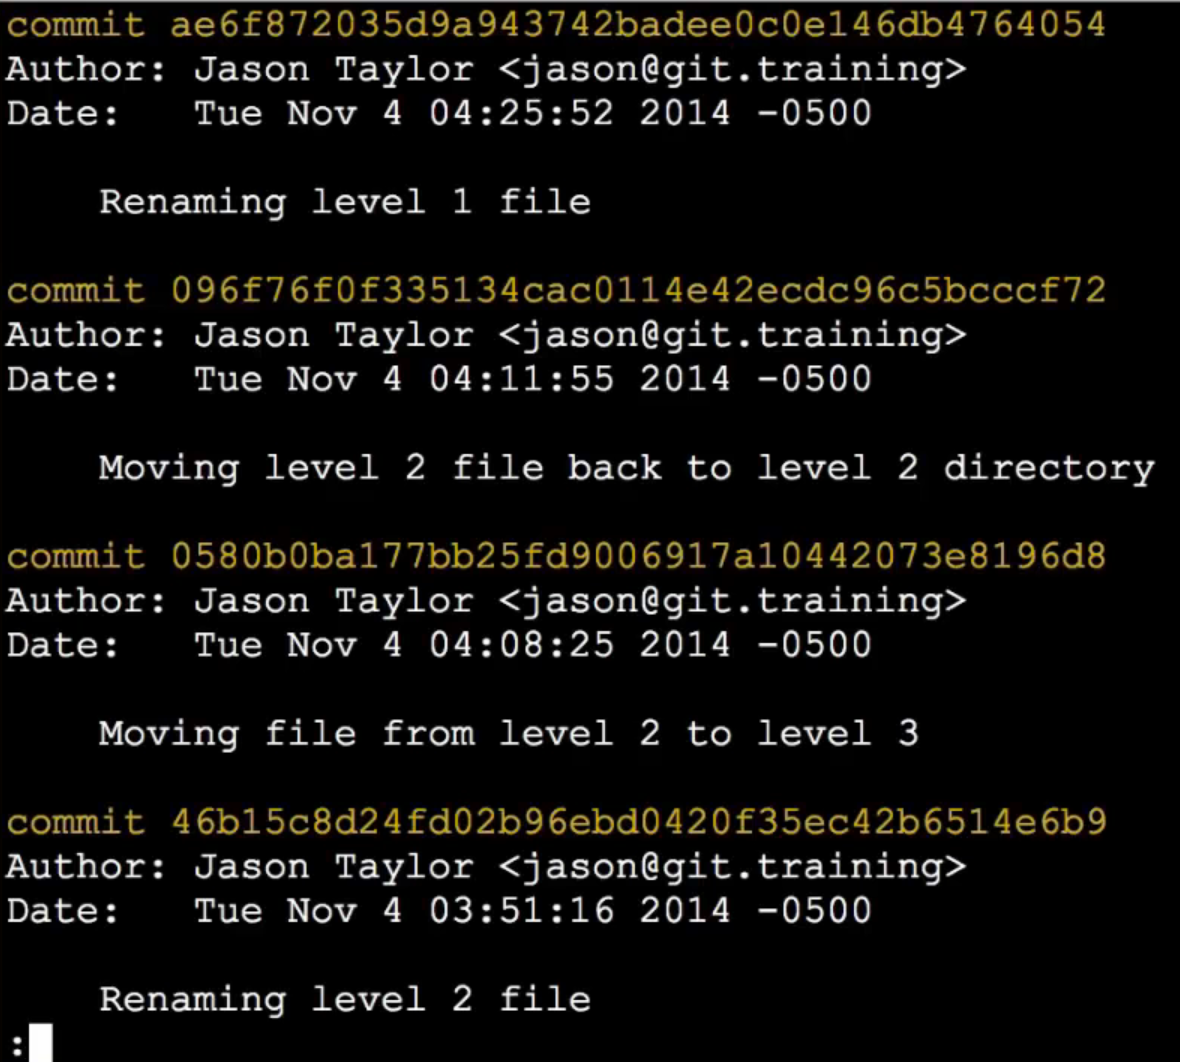 commit ae6f872035d9a943742badee0c0e146db4764054
Author: Jason Taylor <jason@git.training>
Date:   Tue Nov 4 04:25:52 2014 -0500
Renaming level 1 file
commit 096f76f0f335134cac0114e42ecdc96c5bcccf72
Author: Jason Taylor <jason@git.training>
Date:   Tue Nov 4 04:11:55 2014 -0500
Moving level 2 file back to level 2 directory
commit 0580b0ba177bb25fd9006917a10442073e8196d8
Author: Jason Taylor <jason@git.training>
Date:   Tue Nov 4 04:08:25 2014 -0500
Moving file from level 2 to level 3
commit 46b15c8d24fd02b96ebd0420f35ec42b6514e6b9
Author: Jason Taylor <jason@git.training>
Date:   Tue Nov 4 03:51:16 2014 -0500
Renaming level 2 file
: